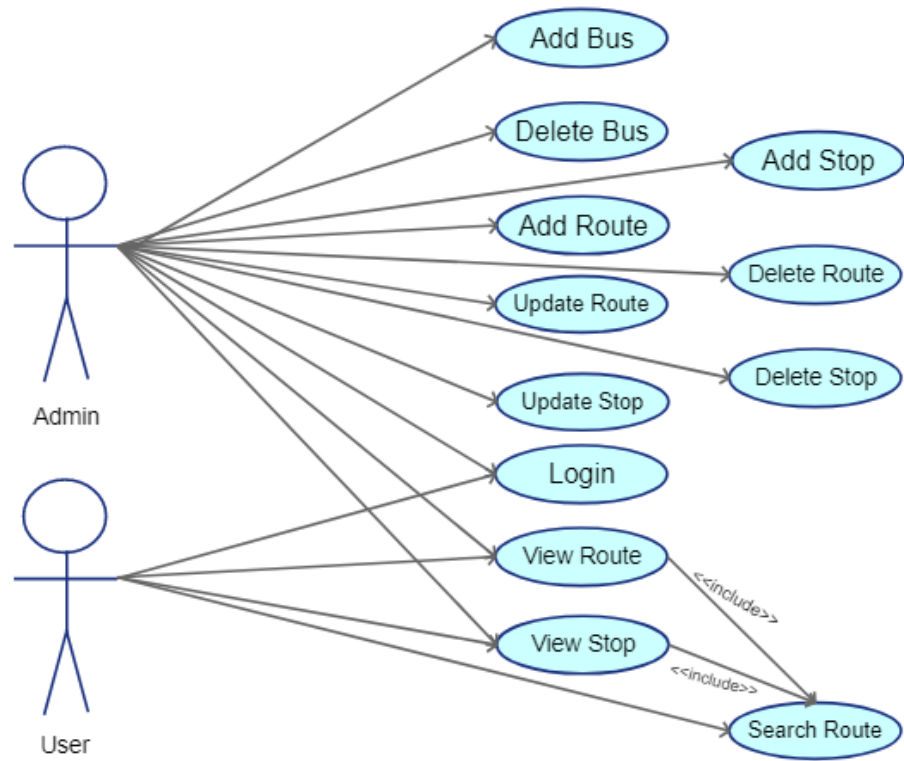 Add Bus
Delete Bus
Add Stop
Add Route
Delete Route
Update Route
Delete Stop
Update Stop
Admin
Login
View Route
<<include>>
View Stop
<<include>>
Search Route
User